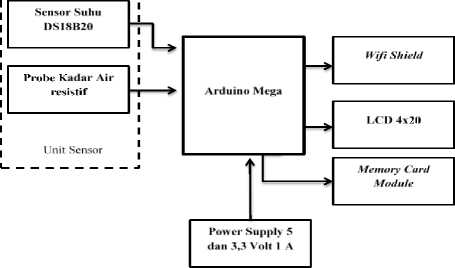 Sensor Suhu
DS18B20
Probe Kadar Air
resistif
Unit Sensor
Arduino Mega
Wifi Shield
LCD 4x20
Memory Card
Module
Power Supply 5
dan 3,3 Volt 1 A